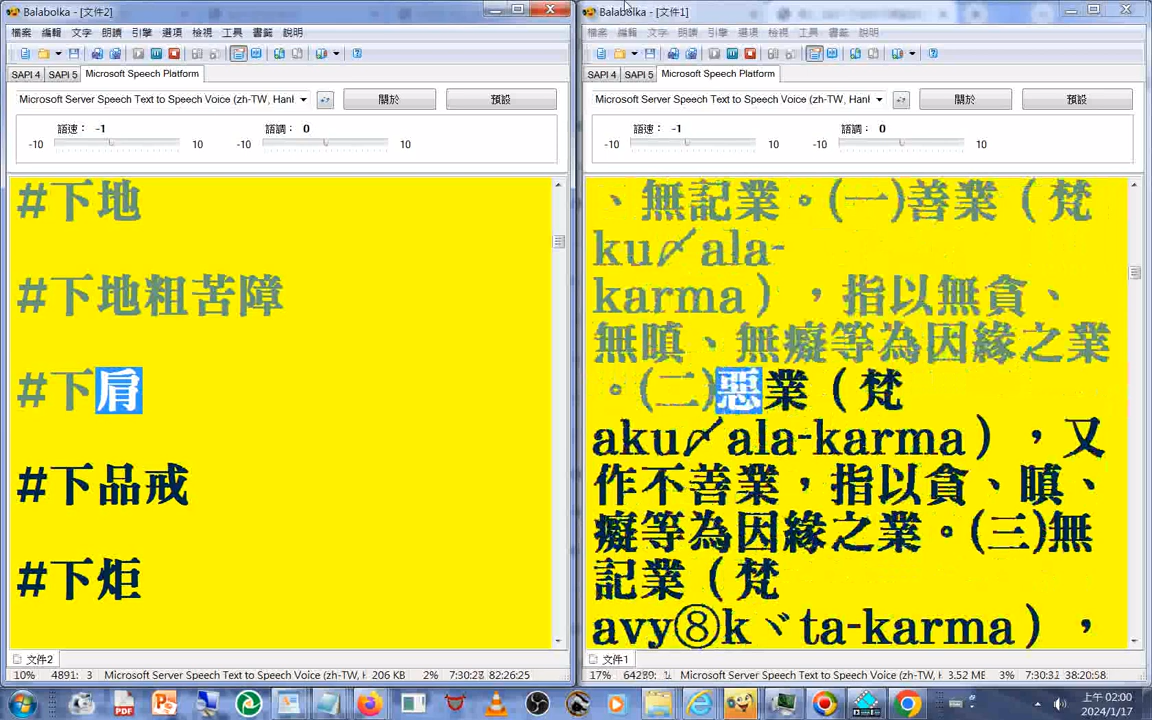 Balabolka - [文件2]
檔案 編輯 文字 朗讀 引擎 選項 檢視 工具 書籤 說明
SAPI 4 SAPI 5 Microsoft Speech Platform
Microsoft Server Speech Text to Speech Voice (zh-TW, Hanl
關於 預設
語速： -1 語調： 0
-10 10 -10 10
#下地
#下地粗苦障
#下肩
#下品戒
#下炬
文件2
10% 4891: 3 Microsoft Server Speech Text to Speech Voice 206 KB 2% 7:30:2 82:26:25
Balabolka - [文件1]
檔案 編輯 文字 朗讀 引擎 選項 檢視 工具 書籤 說明
SAPI 4 SAPI 5 Microsoft Speech Platform
Microsoft Server Speech Text to Speech Voice (zh-TW, Hanl
關於 預設
語速： -1 語調： 0
-10 10 -10 10
、無記業。(一)善業（梵
ku〆ala-
karma），指以無貪、
無瞋、無癡等為因緣之業
。(二)惡業（梵
aku〆ala-karma），又
作不善業，指以貪、瞋、
癡等為因緣之業。(三)無
記業（梵
avy⑧kヾta-karma），
文件1
17% Microsoft Server Speech Text to Speech Voice 3.52 MB 3% 7:30:3 38:20:58
上午 02:00
2024/1/17